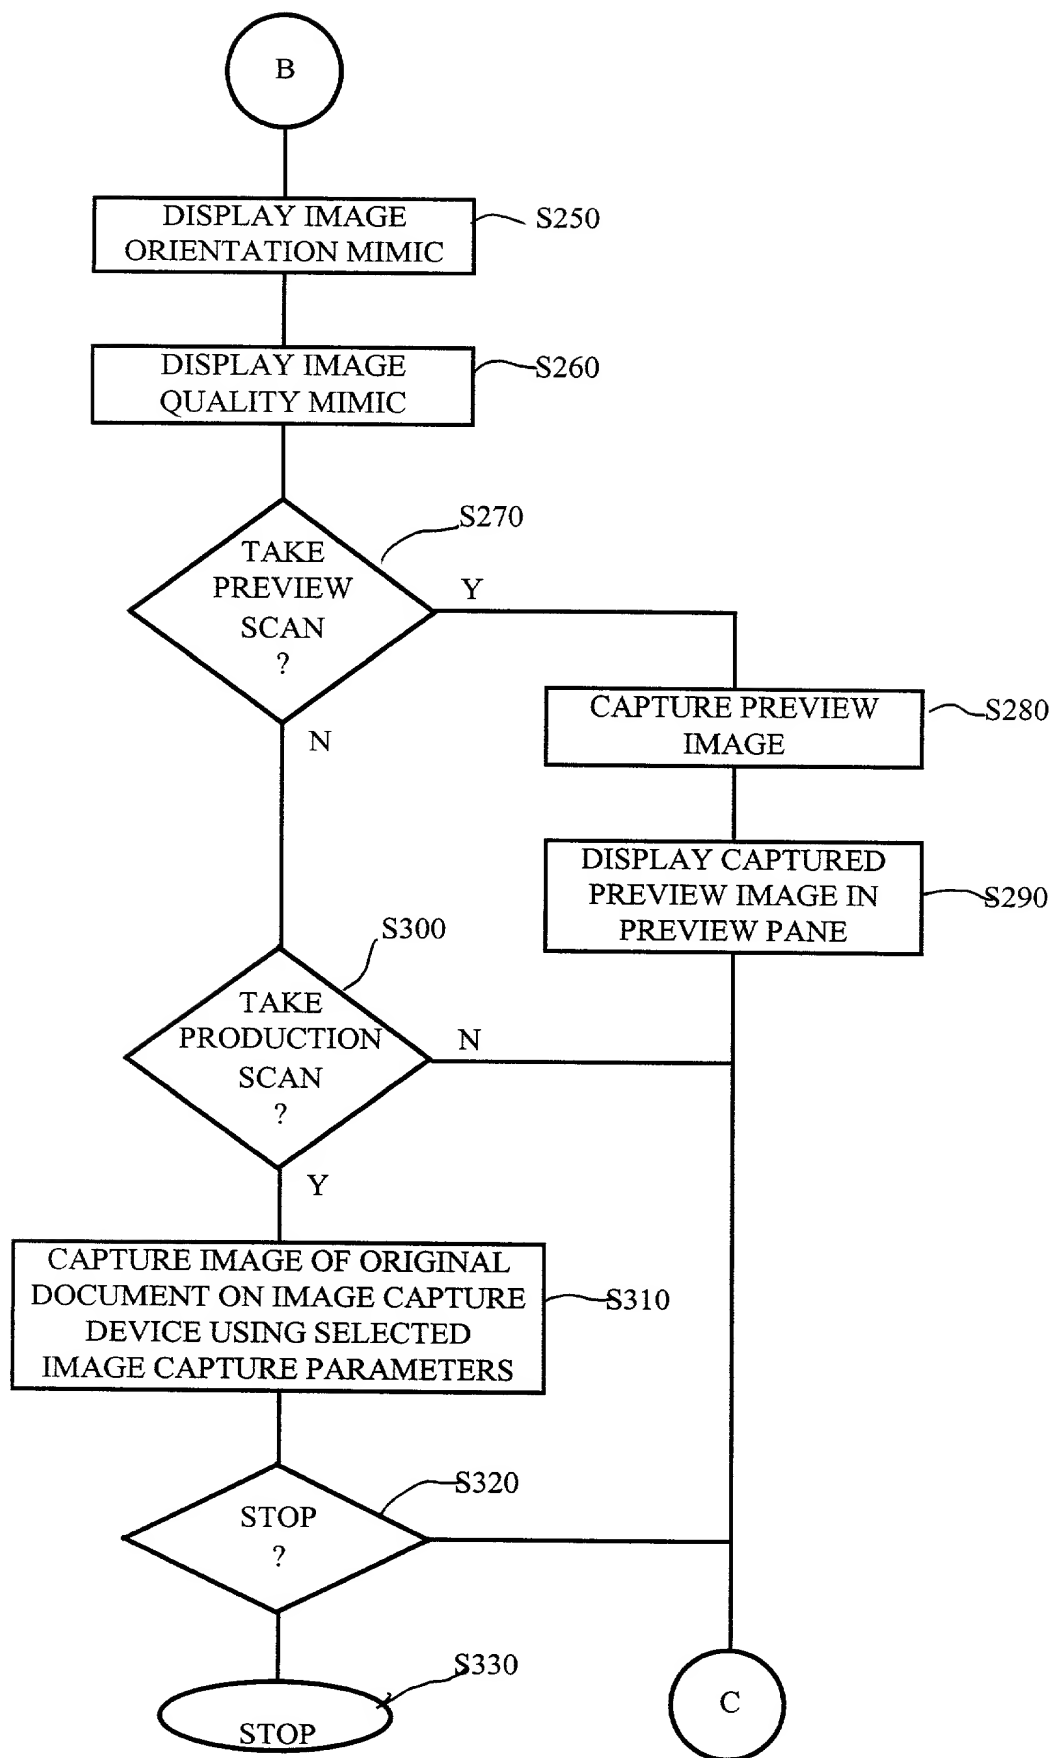 B
DISPLAY IMAGE
ORIENTATION MIMIC
S250
DISPLAY IMAGE
QUALITY MIMIC
S260
TAKE
PREVIEW
SCAN
?
S270
Y
N
CAPTURE PREVIEW
IMAGE
S280
DISPLAY CAPTURED
PREVIEW IMAGE IN
PREVIEW PANE
S290
TAKE
PRODUCTION
SCAN
?
S300
N
Y
CAPTURE IMAGE OF ORIGINAL
DOCUMENT ON IMAGE CAPTURE
DEVICE USING SELECTED
IMAGE CAPTURE PARAMETERS
S310
STOP
?
S320
STOP
S330
C